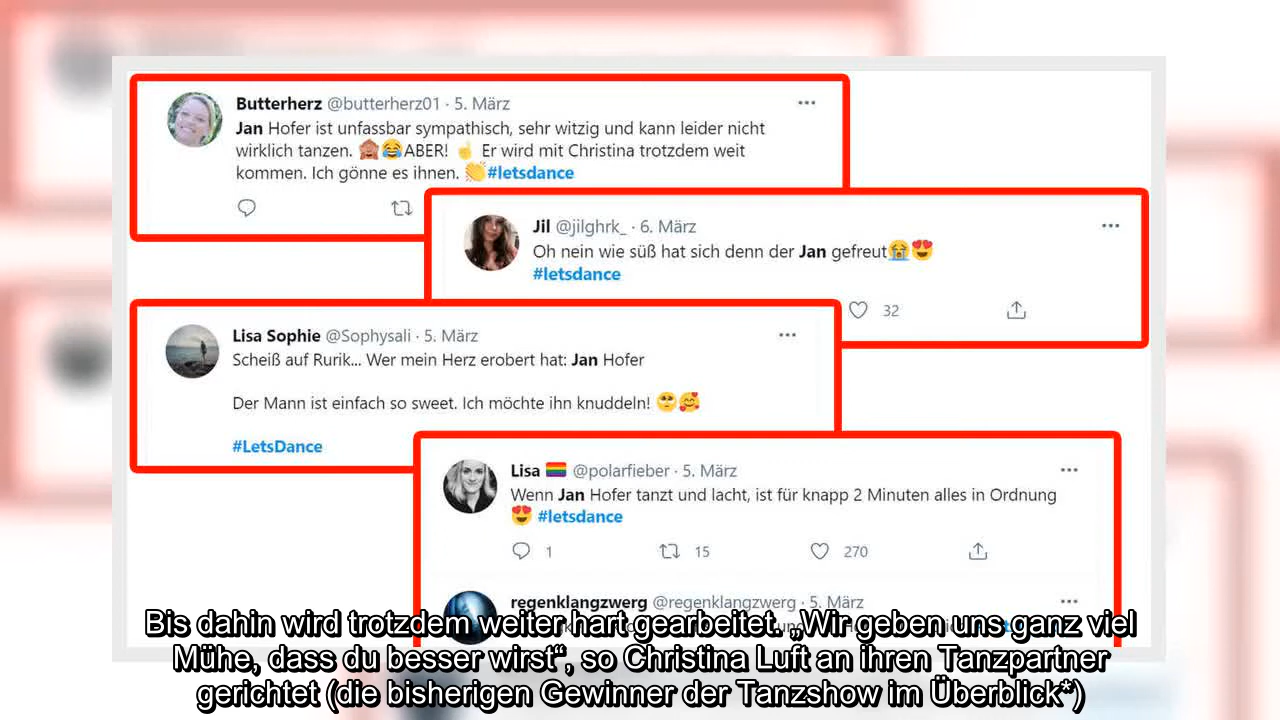 Butterherz @butterherz01 · 5. März
Jan Hofer ist unfassbar sympathisch, sehr witzig und kann leider nicht
wirklich tanzen. 🙈😂ABER! ☝ Er wird mit Christina trotzdem weit
kommen. Ich gönne es ihnen. 👏#letsdance
Jil @jilghrk_ · 6. März
Oh nein wie süß hat sich denn der Jan gefreut😭😍
#letsdance
32
Lisa Sophie @Sophysali · 5. März
Scheiß auf Rurik... Wer mein Herz erobert hat: Jan Hofer
Der Mann ist einfach so sweet. Ich möchte ihn knuddeln! 🥺🥰
#LetsDance
Lisa 🏳️‍🌈 @polarfieber · 5. März
Wenn Jan Hofer tanzt und lacht, ist für knapp 2 Minuten alles in Ordnung
😍 #letsdance
1 15 270
regenklangzwerg @regenklangzwerg · 5. März
Bis dahin wird trotzdem weiter hart gearbeitet. „Wir geben uns ganz viel
Mühe, dass du besser wirst“, so Christina Luft an ihren Tanzpartner
gerichtet (die bisherigen Gewinner der Tanzshow im Überblick*)